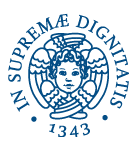 IN SUPREMÆ DIGNITATIS
· 1343 ·